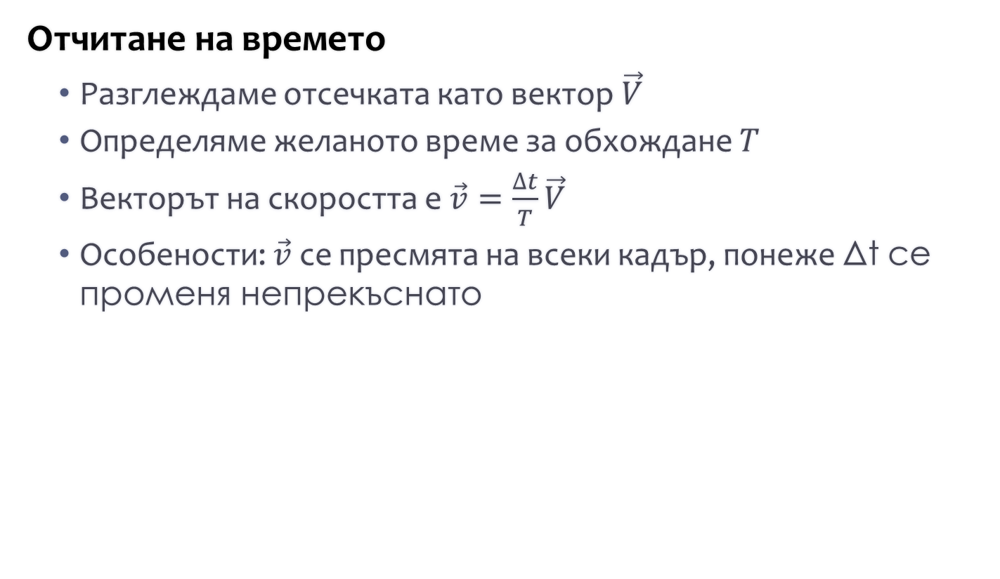 Отчитане на времето
• Разглеждаме отсечката като вектор $\vec{V}$
• Определяме желаното време за обхождане $T$
• Векторът на скоростта е $\vec{v} = \frac{\Delta t}{T}\vec{V}$
• Особености: $\vec{v}$ се пресмята на всеки кадър, понеже Δt се
променя непрекъснато